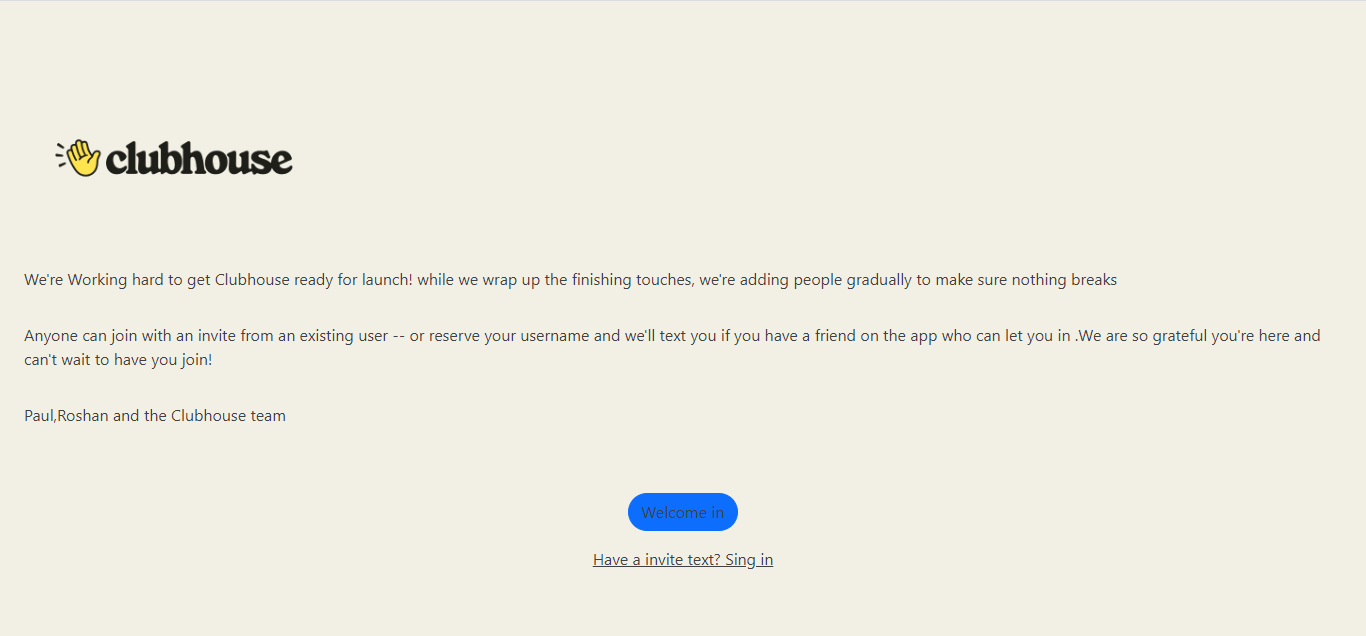 clubhouse
We're Working hard to get Clubhouse ready for launch! while we wrap up the finishing touches, we're adding people gradually to make sure nothing breaks
Anyone can join with an invite from an existing user -- or reserve your username and we'll text you if you have a friend on the app who can let you in .We are so grateful you're here and
can't wait to have you join!
Paul,Roshan and the Clubhouse team
Welcome in
Have a invite text? Sing in